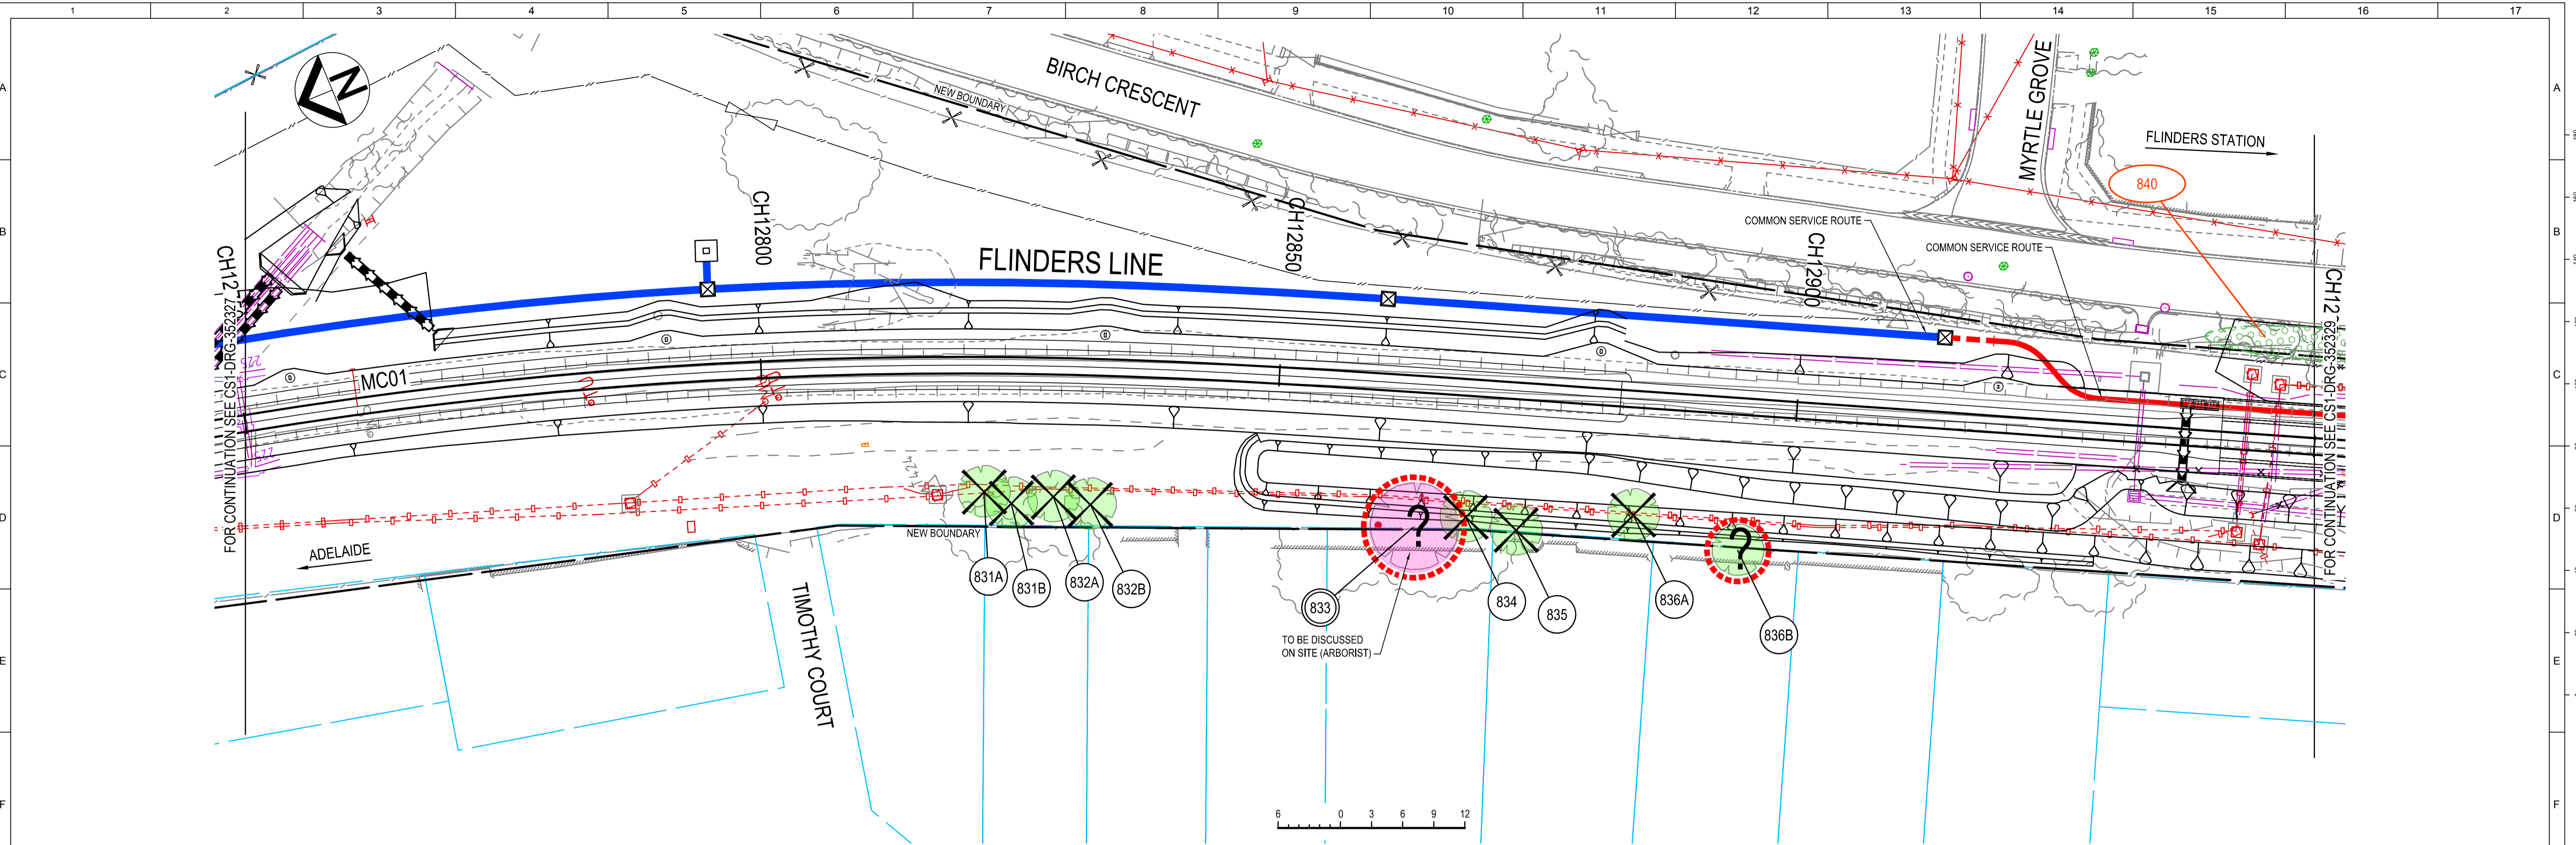 1 2 3 4 5 6 7 8 9 10 11 12 13 14 15 16 17
A
A
N
BIRCH CRESCENT
NEW BOUNDARY
MYRTLE GROVE
FLINDERS STATION
840
B
B
CH12
CH12800
CH12850
CH12900
CH12
COMMON SERVICE ROUTE
COMMON SERVICE ROUTE
FLINDERS LINE
FOR CONTINUATION SEE CS1-DRG-352327
FOR CONTINUATION SEE CS1-DRG-352329
C
C
225
MC01
225
D
D
ADELAIDE
NEW BOUNDARY
831A
831B
832A
832B
?
?
833
834
835
836A
836B
TO BE DISCUSSED
ON SITE (ARBORIST)
TIMOTHY COURT
E
E
6 0 3 6 9 12
F
F